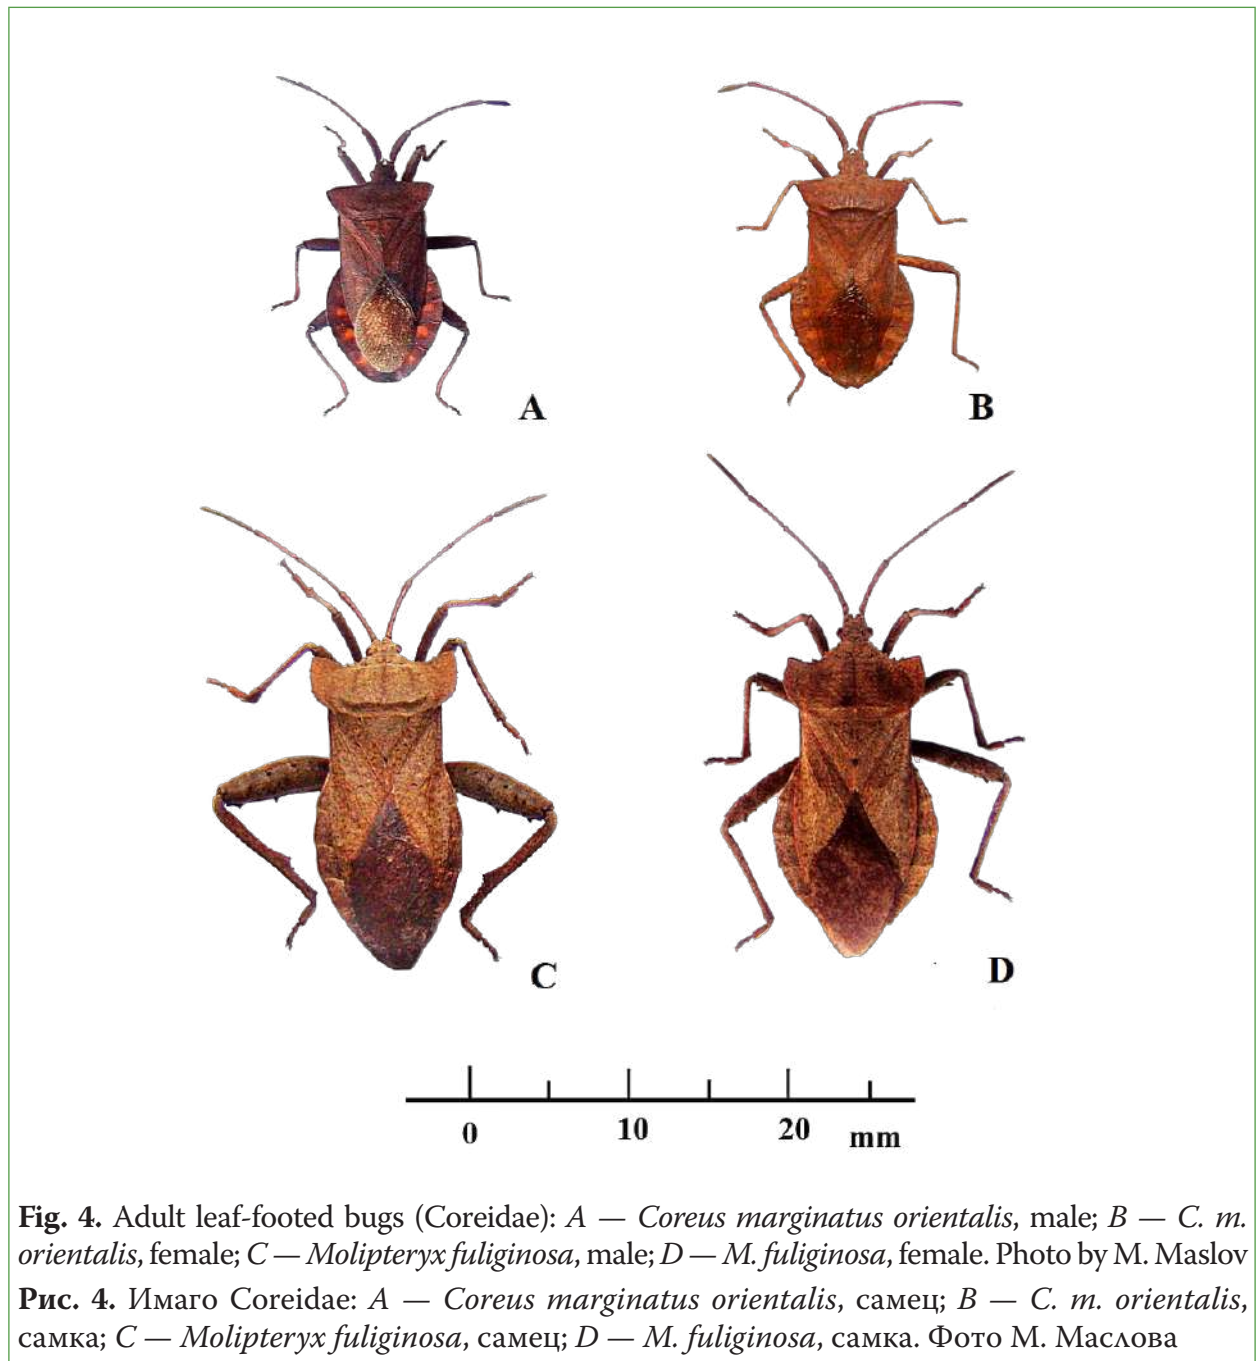 A
B
C
D
0 10 20 mm
Fig. 4. Adult leaf-footed bugs (Coreidae): A — Coreus marginatus orientalis, male; B — C. m.
orientalis, female; C — Molipteryx fuliginosa, male; D — M. fuliginosa, female. Photo by M. Maslov
Рис. 4. Имаго Coreidae: A — Coreus marginatus orientalis, самец; B — C. m. orientalis,
самка; C — Molipteryx fuliginosa, самец; D — M. fuliginosa, самка. Фото М. Маслова